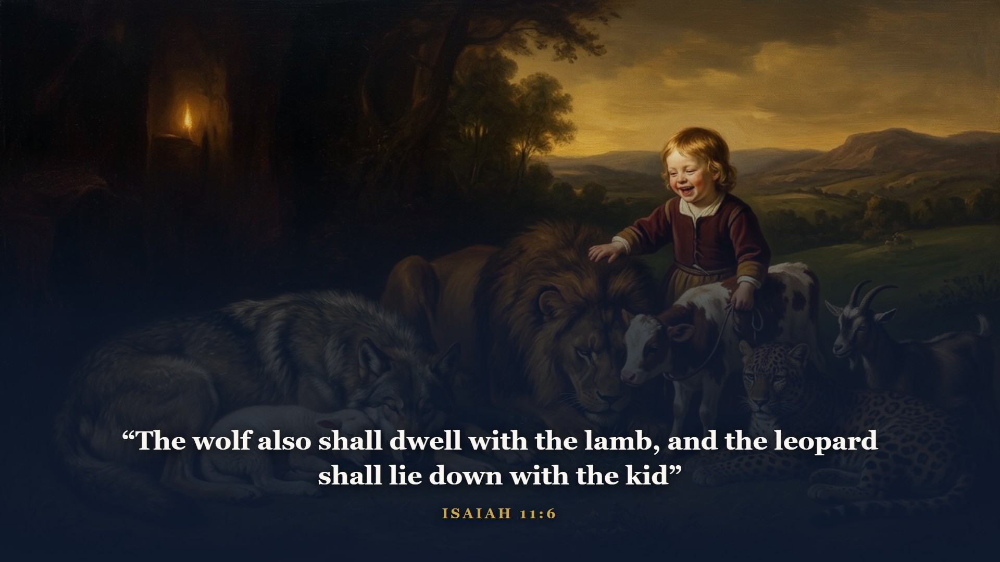 “The wolf also shall dwell with the lamb, and the leopard
shall lie down with the kid”
ISAIAH 11:6